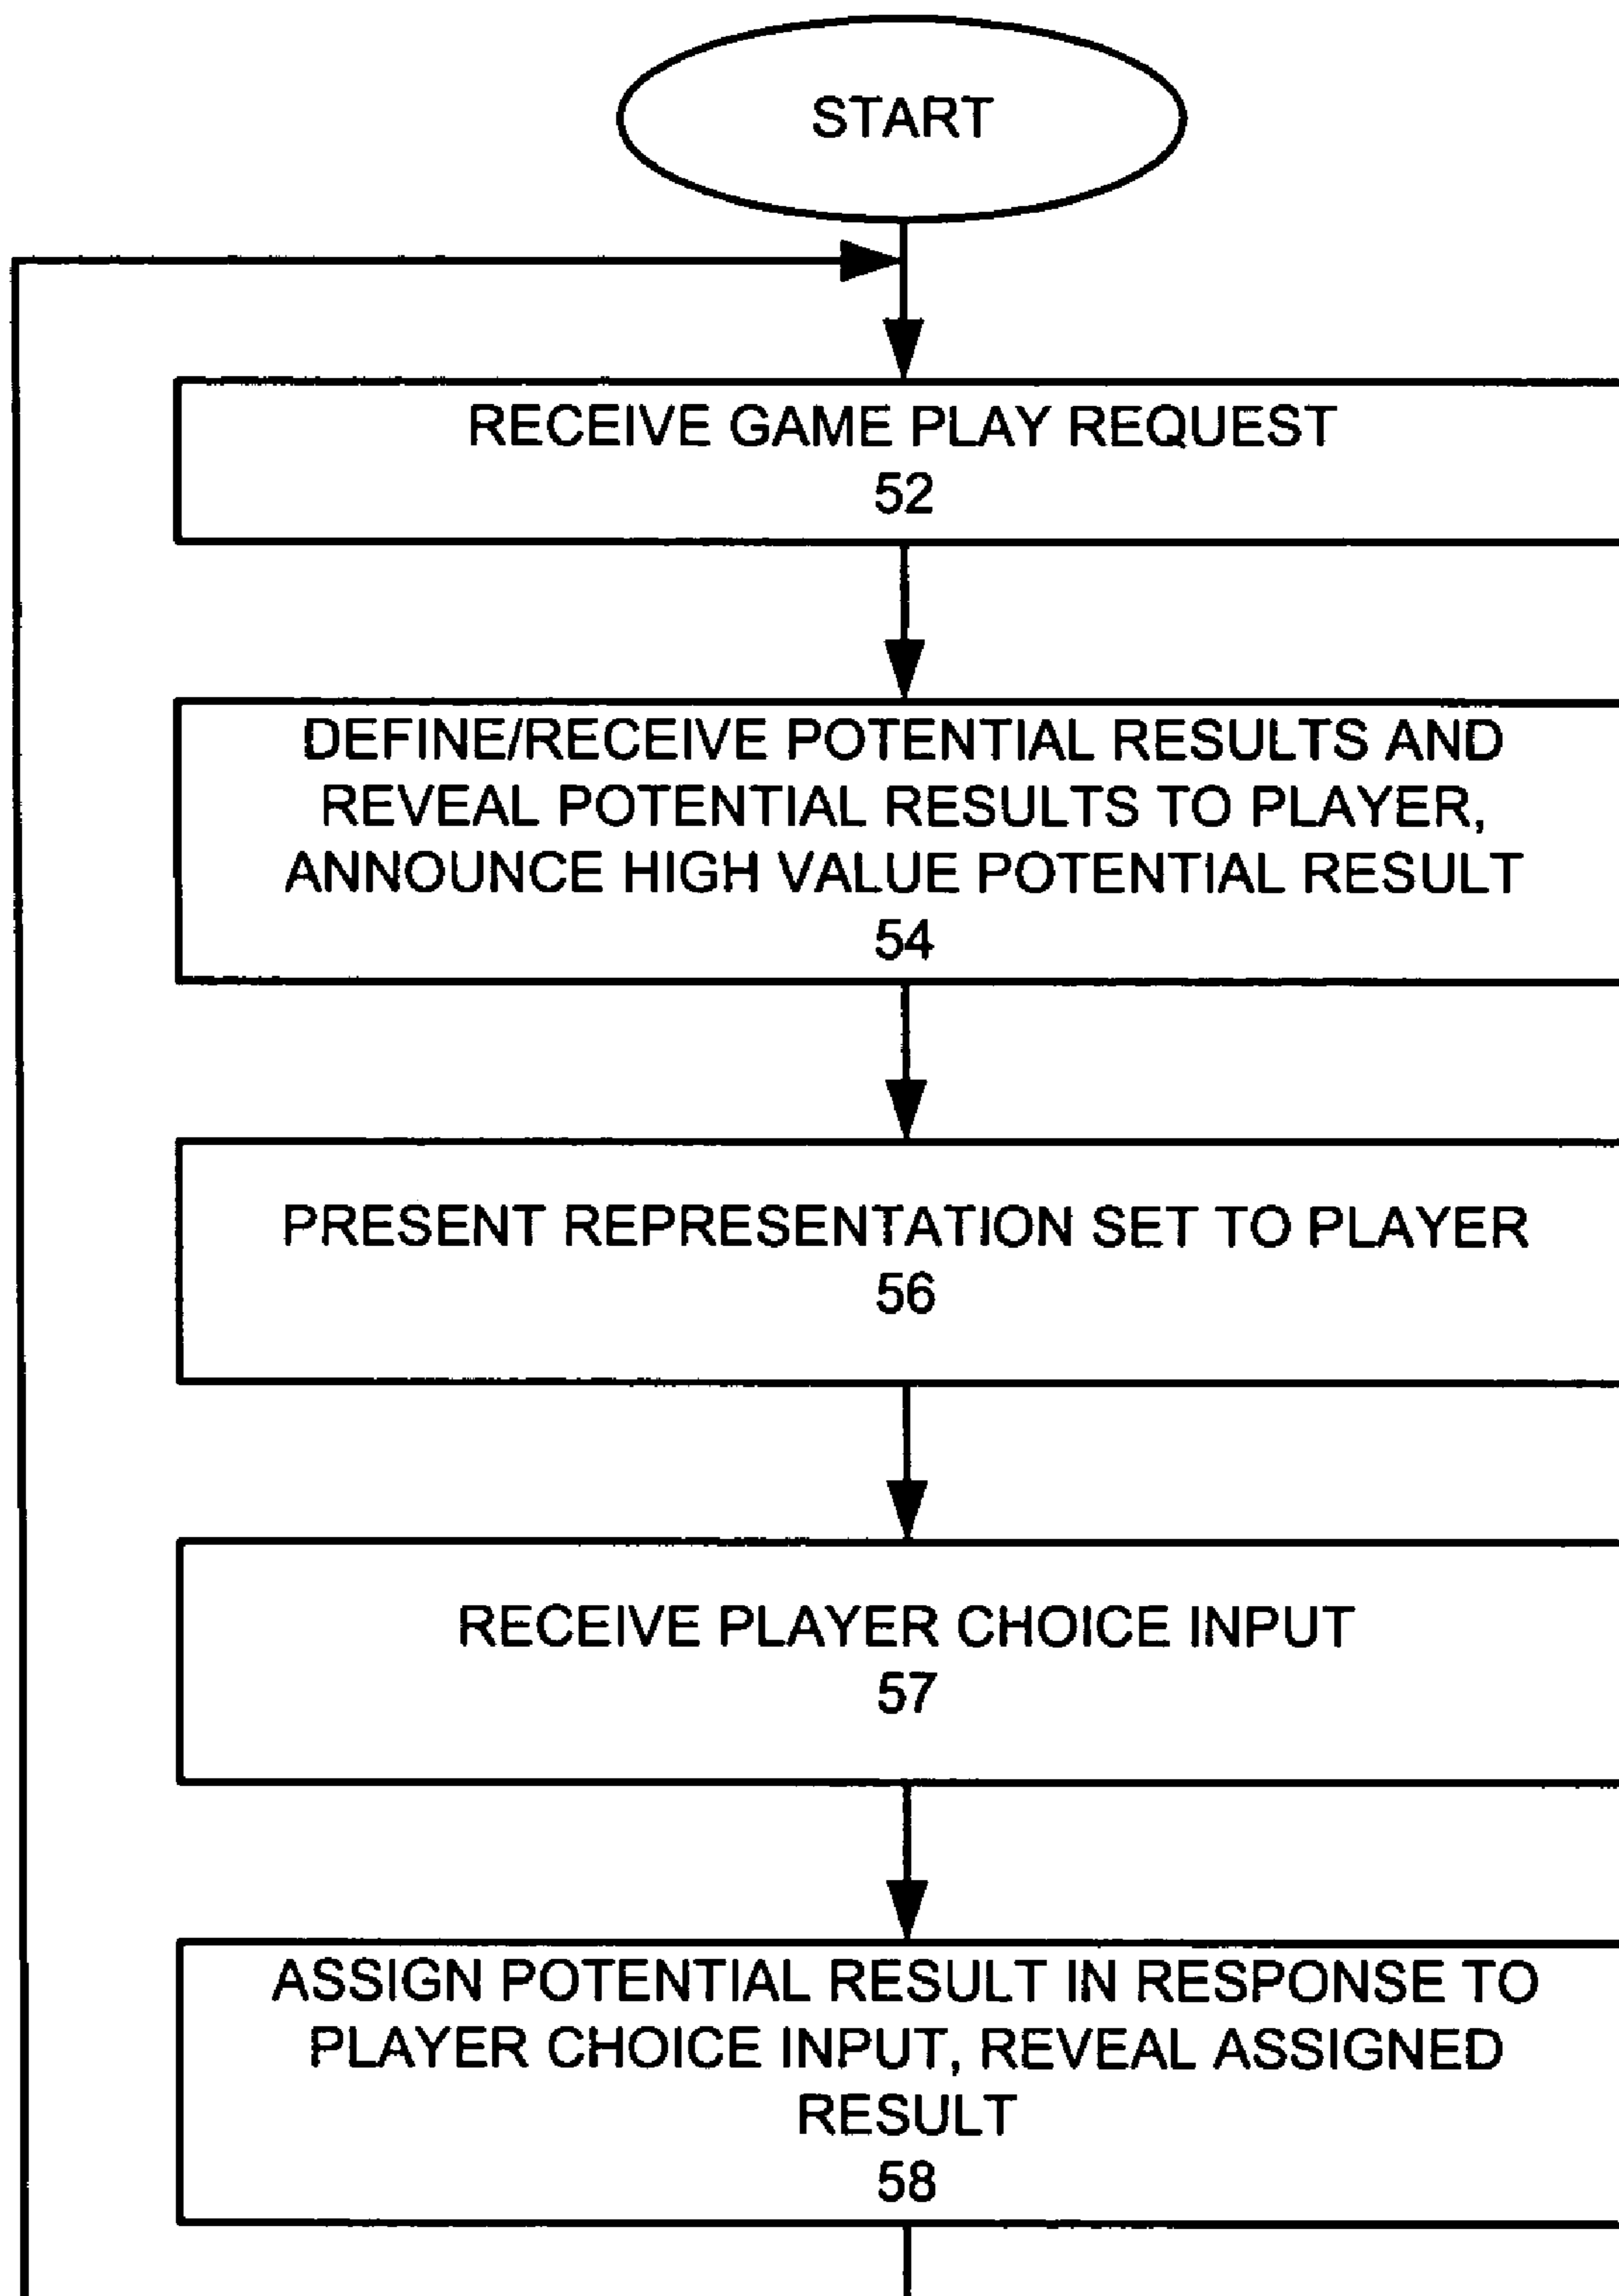 START
RECEIVE GAME PLAY REQUEST
52
DEFINE/RECEIVE POTENTIAL RESULTS AND
REVEAL POTENTIAL RESULTS TO PLAYER,
ANNOUNCE HIGH VALUE POTENTIAL RESULT
54
PRESENT REPRESENTATION SET TO PLAYER
56
RECEIVE PLAYER CHOICE INPUT
57
ASSIGN POTENTIAL RESULT IN RESPONSE TO
PLAYER CHOICE INPUT, REVEAL ASSIGNED
RESULT
58